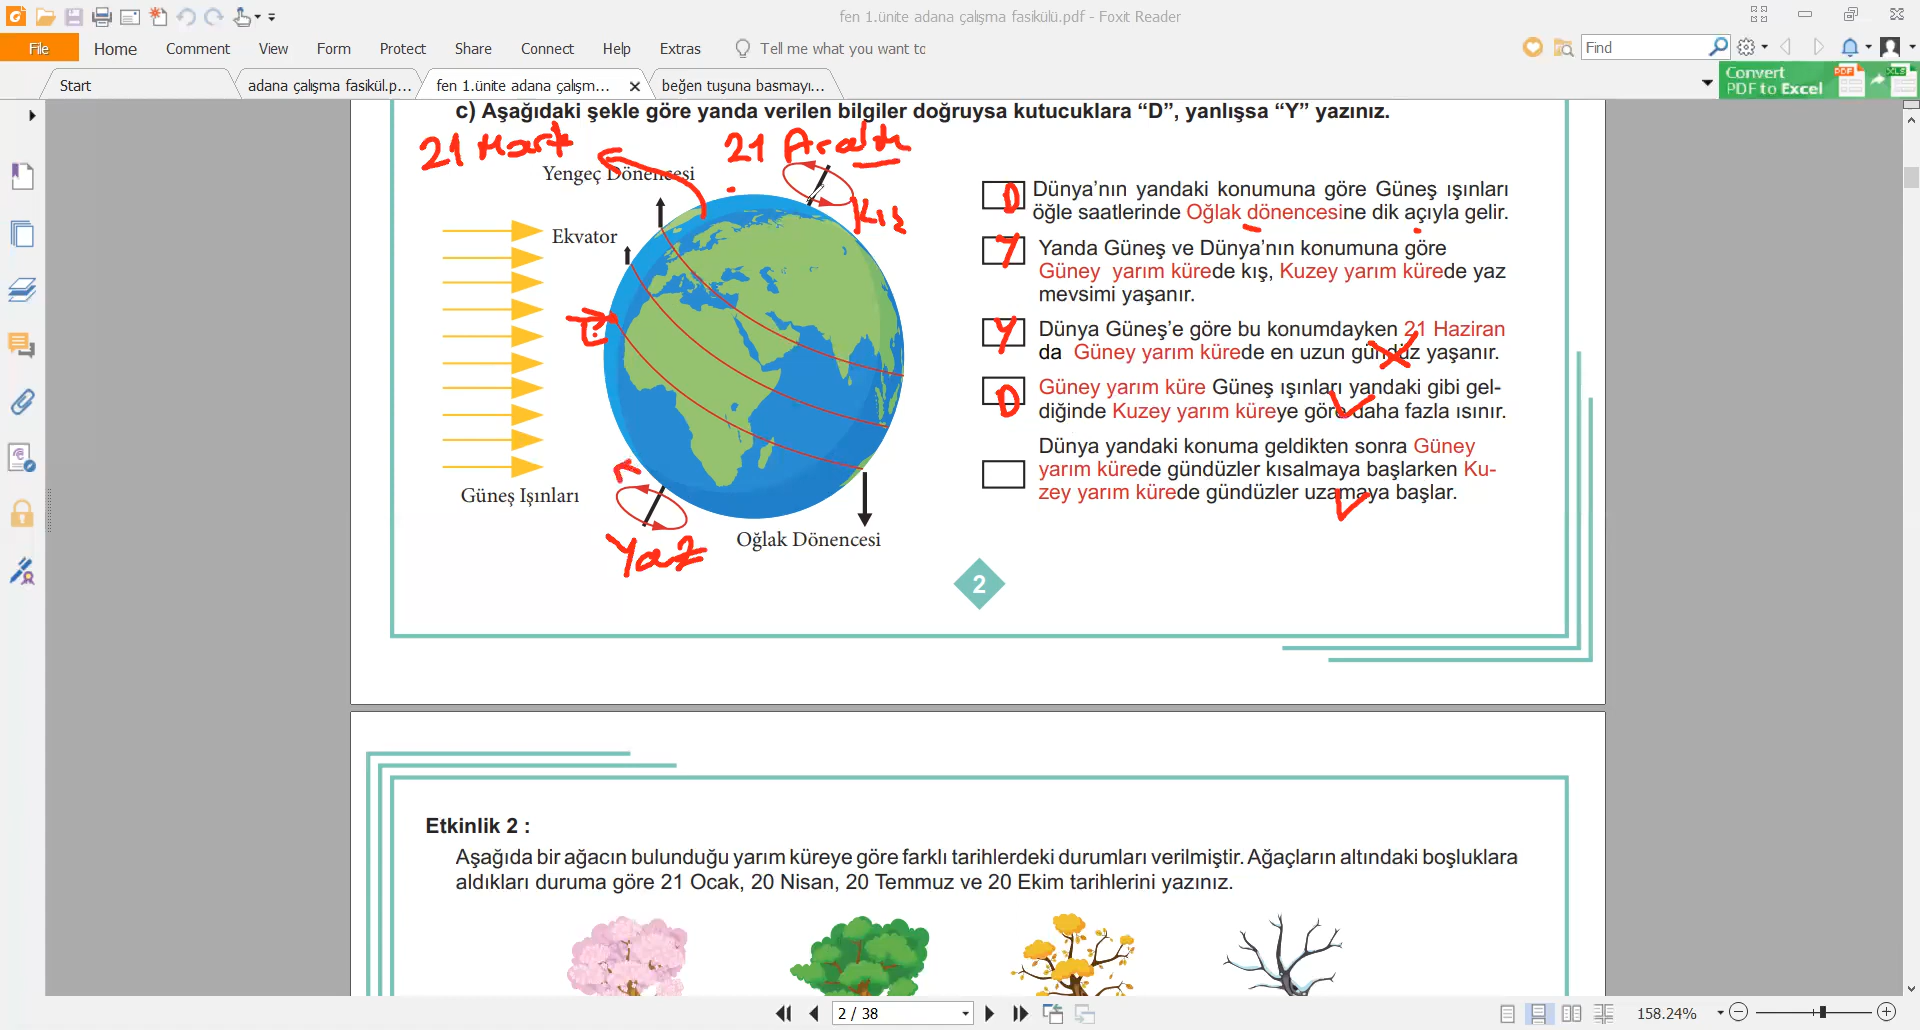 fen 1.ünite adana çalışma fasikülü.pdf - Foxit Reader
File Home Comment View Form Protect Share Connect Help Extras Tell me what you want to
Find
Start
adana çalışma fasikül.p...
fen 1.ünite adana çalışm...
beğen tuşuna basmayı...
Convert
PDF to Excel
c) Aşağıdaki şekle göre yanda verilen bilgiler doğruysa kutucuklara “D”, yanlışsa “Y” yazınız.
21 Mart
21 Aralık
Yengeç Dönencesi
Kış
Ekvator
Güneş Işınları
Yaz
Oğlak Dönencesi
D Dünya’nın yandaki konumuna göre Güneş ışınları
öğle saatlerinde Oğlak dönencesine dik açıyla gelir.
Y Yanda Güneş ve Dünya’nın konumuna göre
Güney yarım kürede kış, Kuzey yarım kürede yaz
mevsimi yaşanır.
Y Dünya Güneş’e göre bu konumdayken 21 Haziran
da Güney yarım kürede en uzun gündüz yaşanır.
D Güney yarım küre Güneş ışınları yandaki gibi gel-
diğinde Kuzey yarım küreye göre daha fazla ısınır.
Dünya yandaki konuma geldikten sonra Güney
yarım kürede gündüzler kısalmaya başlarken Ku-
zey yarım kürede gündüzler uzamaya başlar.
2
Etkinlik 2 :
Aşağıda bir ağacın bulunduğu yarım küreye göre farklı tarihlerdeki durumları verilmiştir. Ağaçların altındaki boşluklara
aldıkları duruma göre 21 Ocak, 20 Nisan, 20 Temmuz ve 20 Ekim tarihlerini yazınız.
2 / 38
158.24%